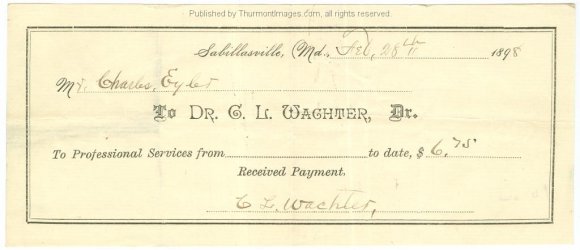 Published by ThurmontImages.com, all rights reserved.
Sabillasville, Md., Feb, 28th 1898
Mr. Charles, Eyler
To Dr. C. L. Wachter, Dr.
To Professional Services from to date, $ 6.75
Received Payment.
C L. Wachter,